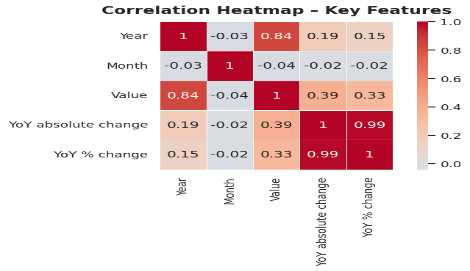 Correlation Heatmap – Key Features
Year 1 -0.03 0.84 0.19 0.15
Month -0.03 1 -0.04 -0.02 -0.02
Value 0.84 -0.04 1 0.39 0.33
YoY absolute change 0.19 -0.02 0.39 1 0.99
YoY % change 0.15 -0.02 0.33 0.99 1
Year Month Value YoY absolute change YoY % change
1.0
0.8
0.6
0.4
0.2
0.0